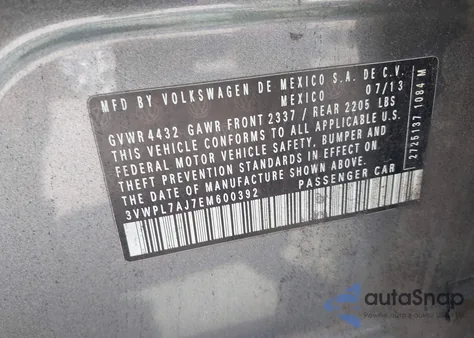 MFD BY VOLKSWAGEN DE MEXICO S.A. DE C.V.
MEXICO 07/13
GVWR 4432 GAWR FRONT 2337 / REAR 2205 LBS
THIS VEHICLE CONFORMS TO ALL APPLICABLE U.S.
FEDERAL MOTOR VEHICLE SAFETY, BUMPER AND
THEFT PREVENTION STANDARDS IN EFFECT ON
THE DATE OF MANUFACTURE SHOWN ABOVE.
3VWPL7AJ7EM600392 PASSENGER CAR
2725137 1084 M
autaSnap